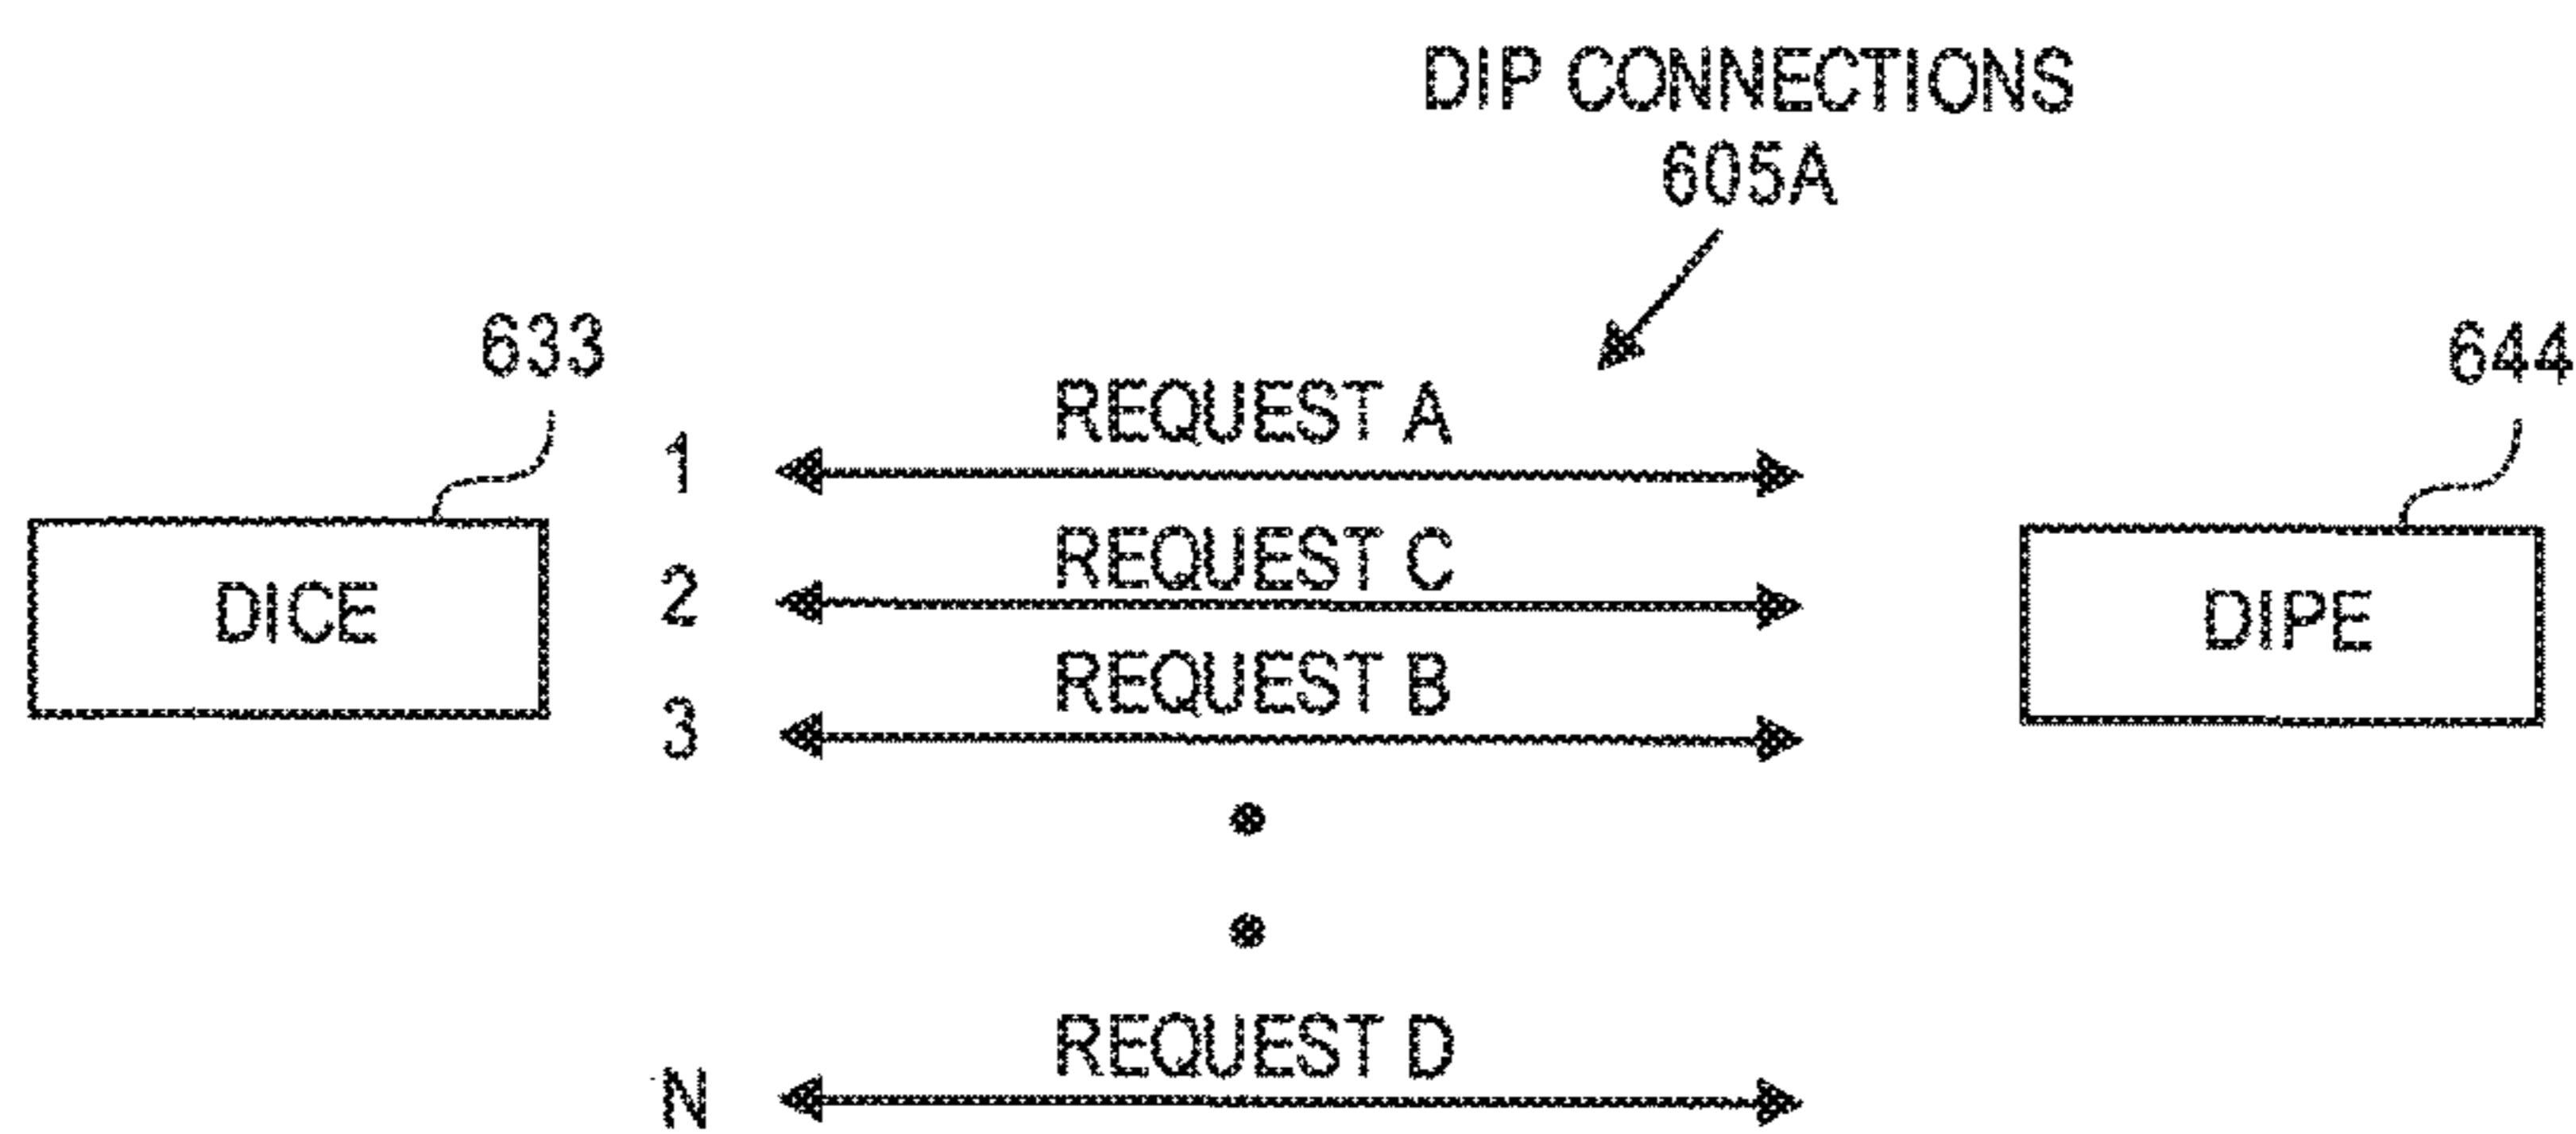 DIP CONNECTIONS
605A
633
644
REQUEST A
1
REQUEST C
2
DICE
DIPE
REQUEST B
3
REQUEST D
N